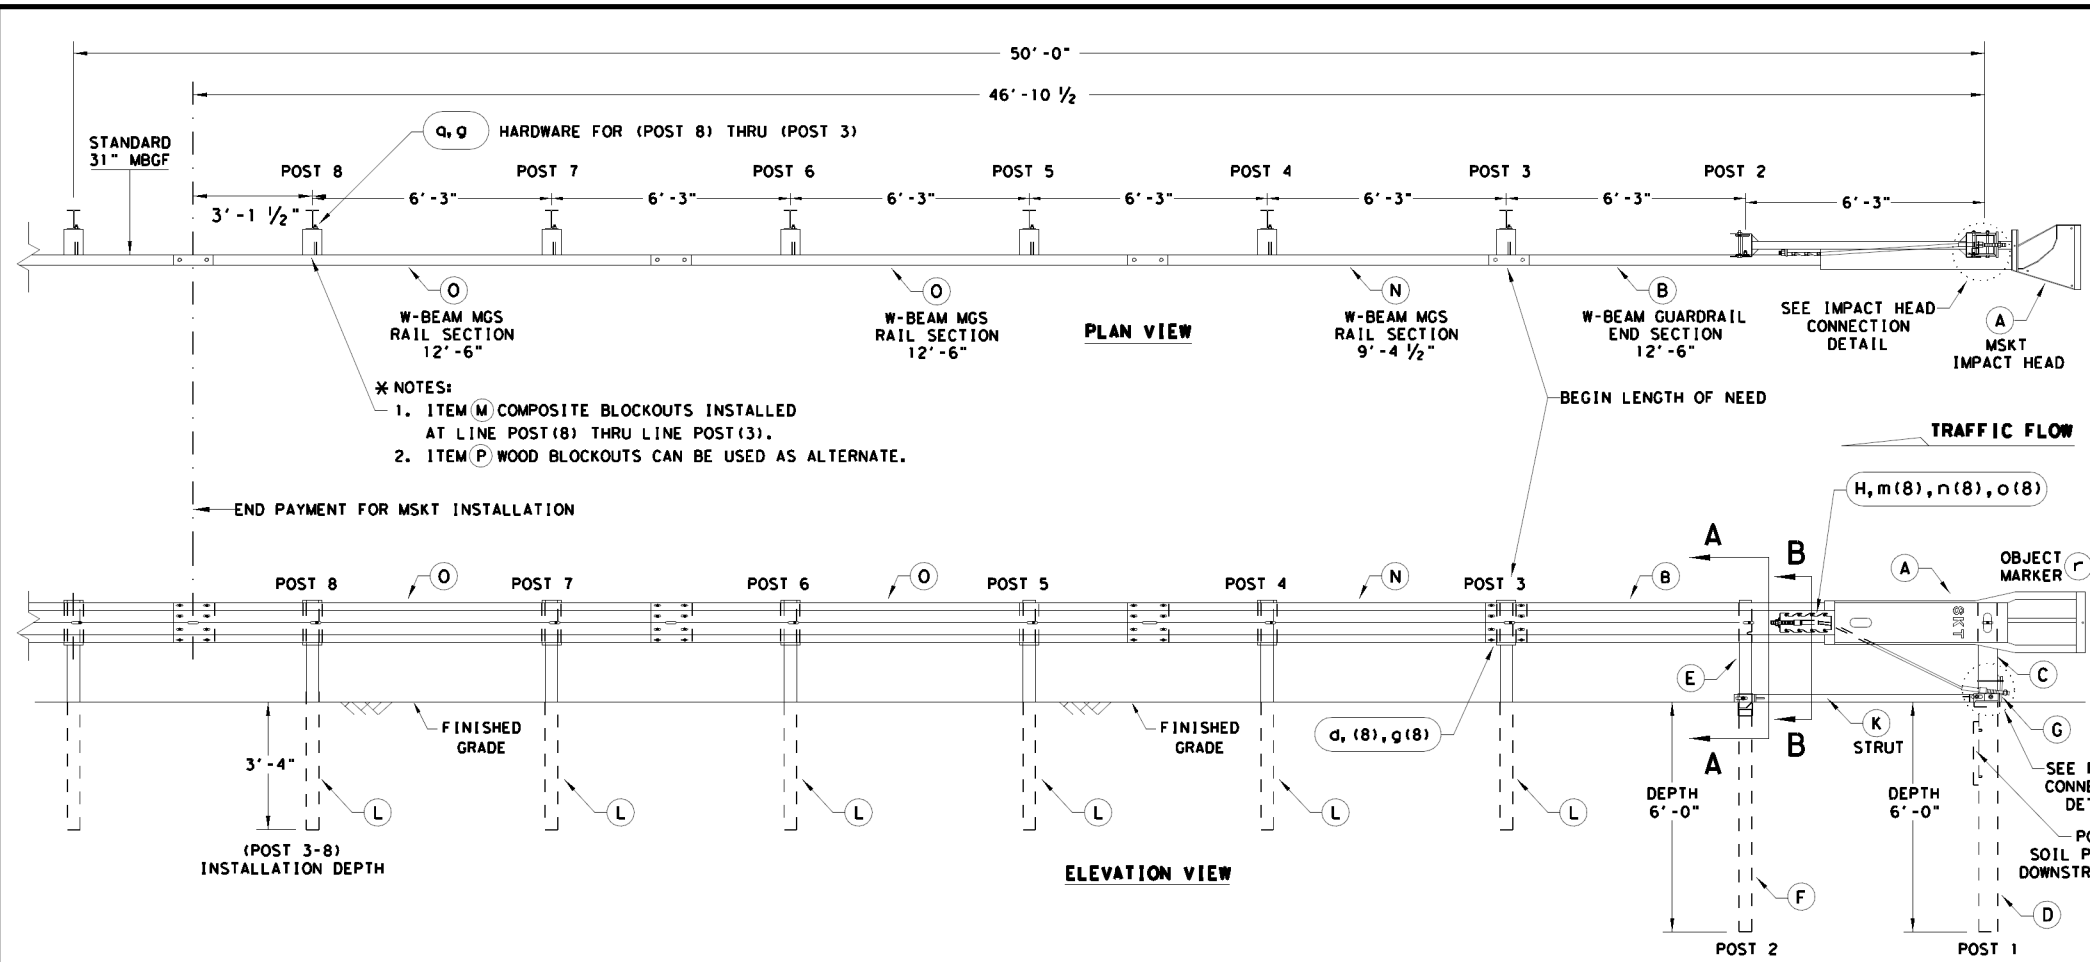 50'-0"
46'-10 1/2
a,g HARDWARE FOR (POST 8) THRU (POST 3)
STANDARD
31" MBGF
POST 8
POST 7
POST 6
POST 5
POST 4
POST 3
POST 2
3'-1 1/2"
6'-3"
6'-3"
6'-3"
6'-3"
6'-3"
6'-3"
6'-3"
O
W-BEAM MGS
RAIL SECTION
12'-6"
O
W-BEAM MGS
RAIL SECTION
12'-6"
PLAN VIEW
N
W-BEAM MGS
RAIL SECTION
9'-4 1/2"
B
W-BEAM GUARDRAIL
END SECTION
12'-6"
SEE IMPACT HEAD
CONNECTION
DETAIL
A
MSKT
IMPACT HEAD
* NOTES:
1. ITEM M COMPOSITE BLOCKOUTS INSTALLED
AT LINE POST(8) THRU LINE POST(3).
2. ITEM P WOOD BLOCKOUTS CAN BE USED AS ALTERNATE.
BEGIN LENGTH OF NEED
TRAFFIC FLOW
END PAYMENT FOR MSKT INSTALLATION
H,m(8),n(8),o(8)
A
B
OBJECT
MARKER r
POST 8
O
POST 7
POST 6
O
POST 5
POST 4
N
POST 3
B
A
SKT
E
C
FINISHED
GRADE
FINISHED
GRADE
d,(8),g(8)
K
STRUT
G
A
B
3'-4"
L
L
L
L
L
L
DEPTH
6'-0"
DEPTH
6'-0"
SEE
CONNE
DET
PO
SOIL P
DOWNSTR
(POST 3-8)
INSTALLATION DEPTH
ELEVATION VIEW
F
D
POST 2
POST 1